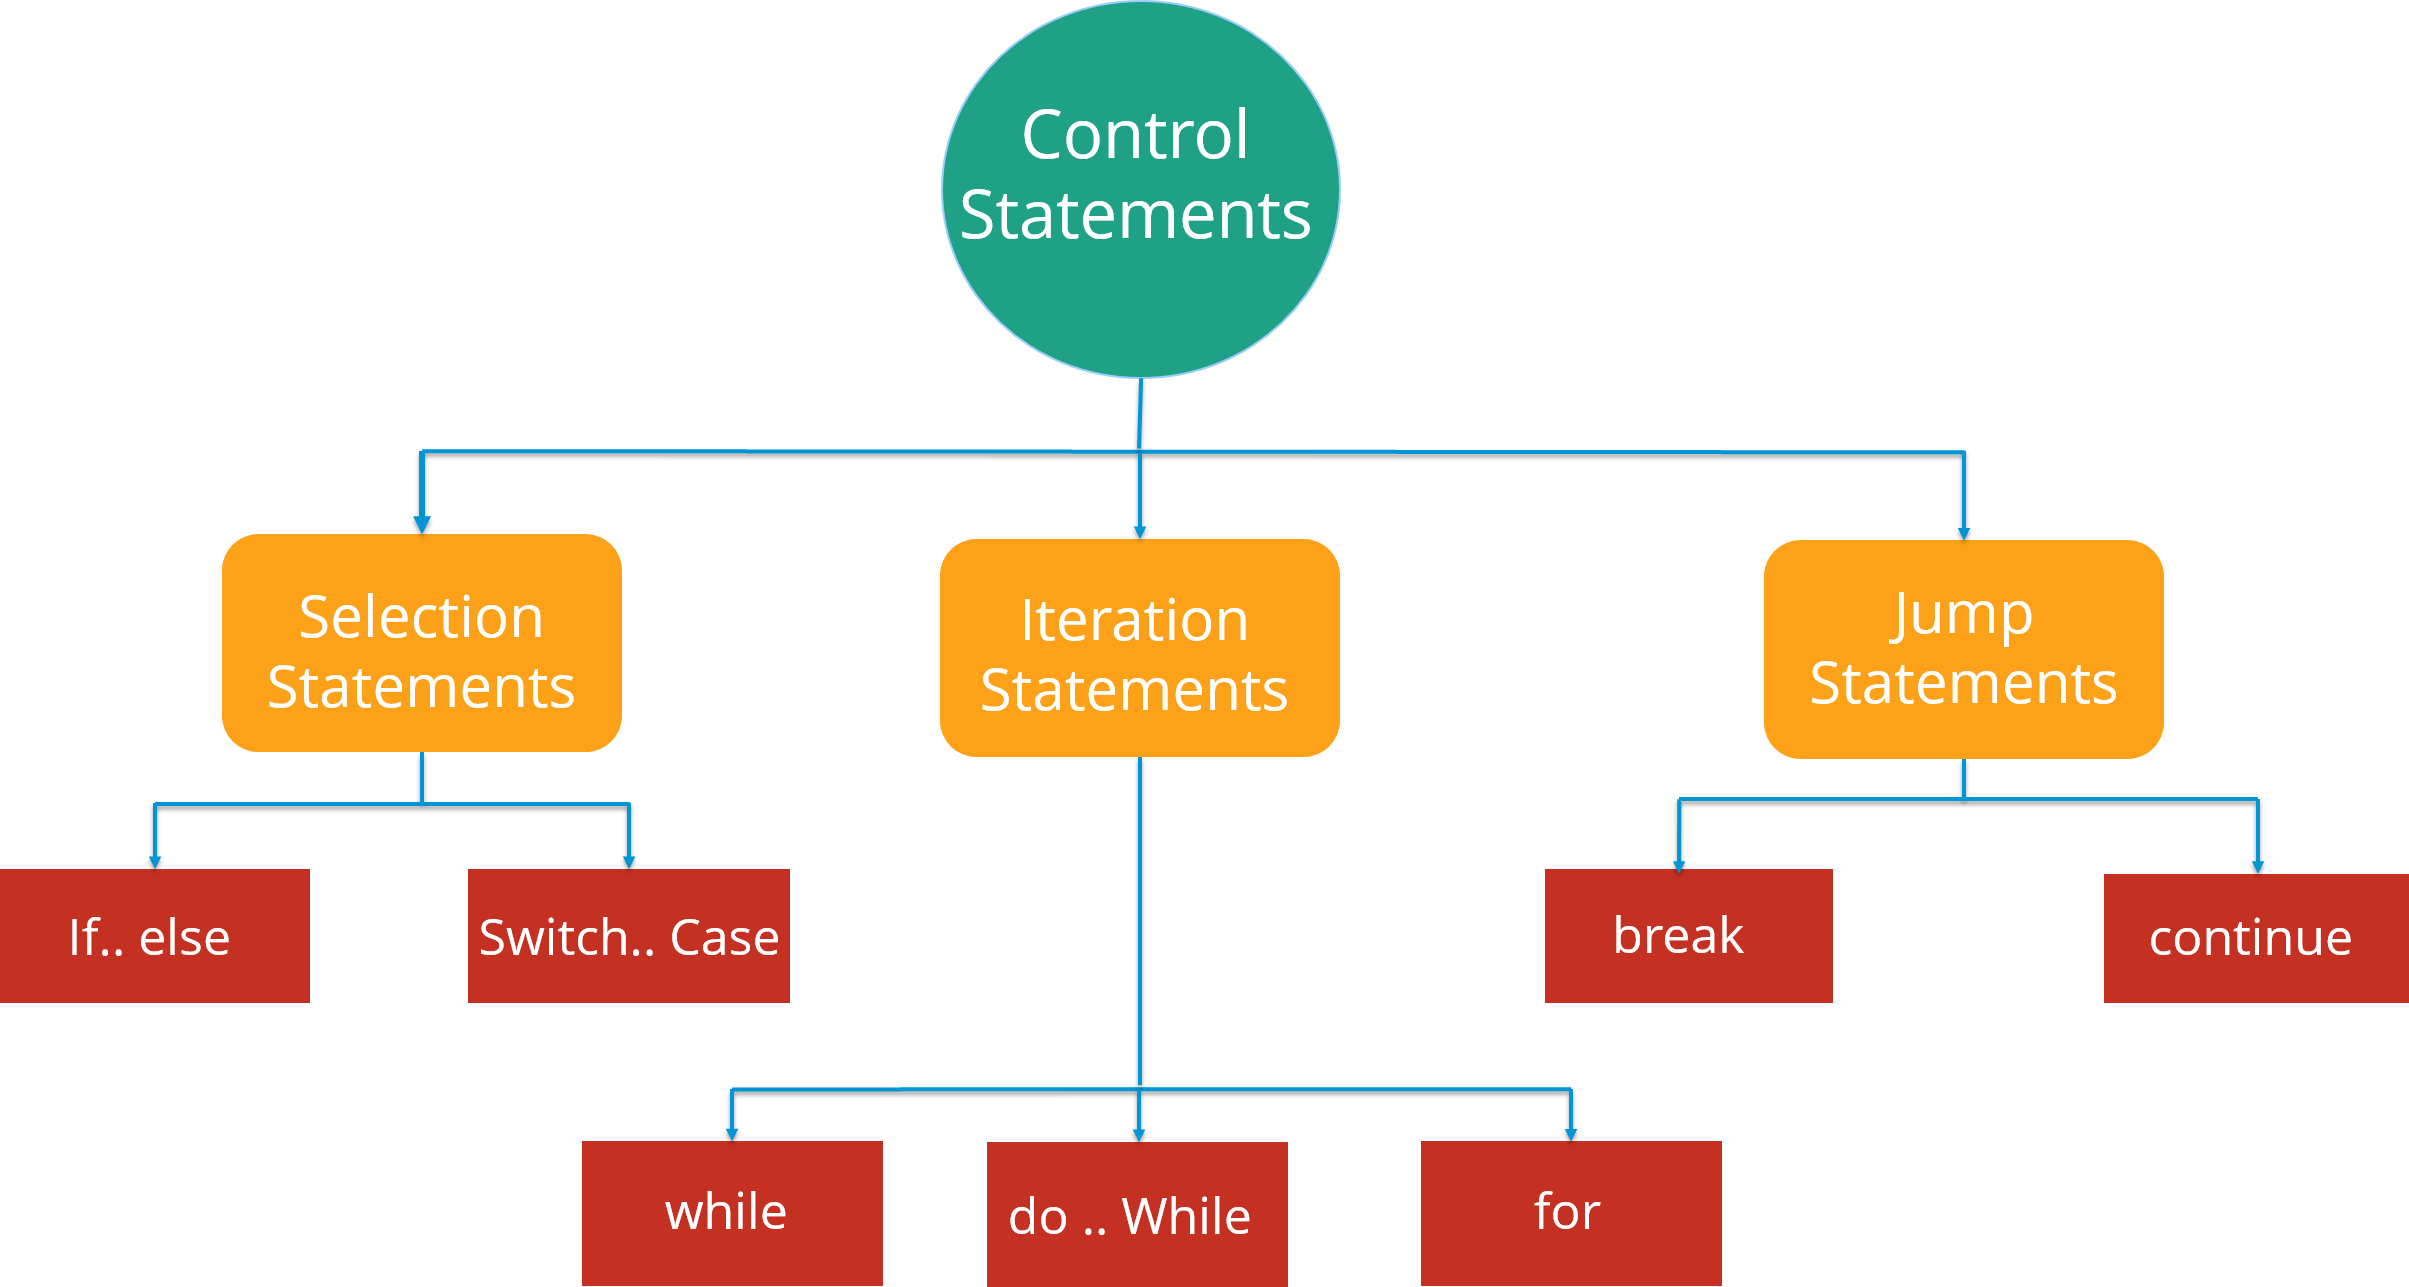 Control
Statements
Selection
Statements
Iteration
Statements
Jump
Statements
If.. else
Switch.. Case
break
continue
while
do .. While
for